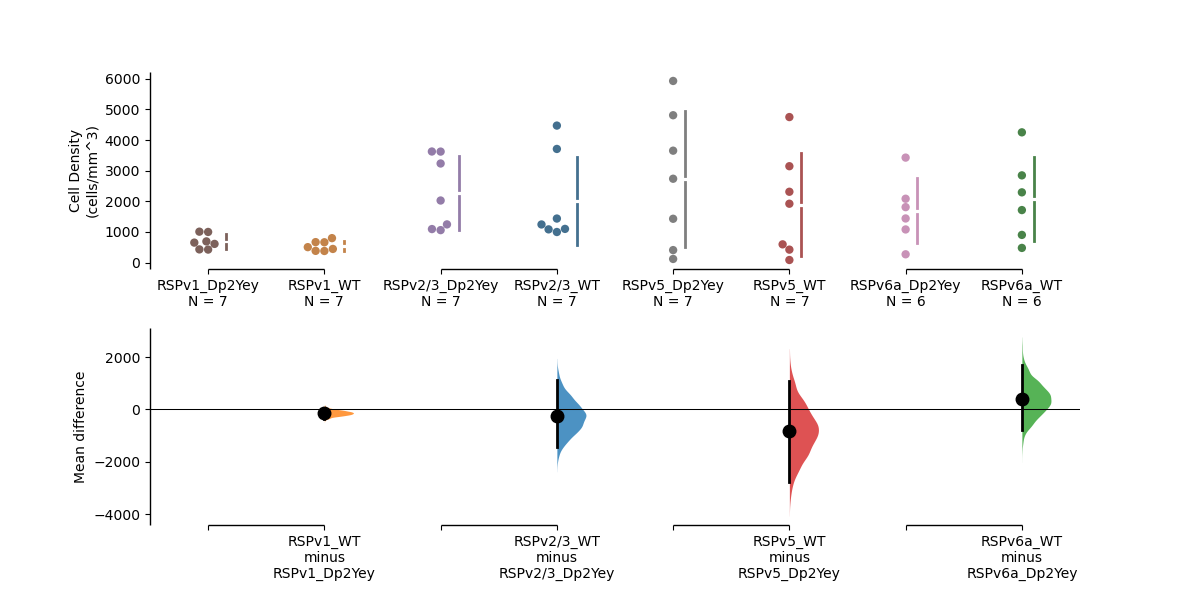 6000
5000
4000
3000
2000
1000
0
Cell Density
(cells/mm^3)
RSPv1_Dp2Yey
N = 7
RSPv1_WT
N = 7
RSPv2/3_Dp2Yey
N = 7
RSPv2/3_WT
N = 7
RSPv5_Dp2Yey
N = 7
RSPv5_WT
N = 7
RSPv6a_Dp2Yey
N = 6
RSPv6a_WT
N = 6
2000
0
−2000
−4000
Mean difference
RSPv1_WT
minus
RSPv1_Dp2Yey
RSPv2/3_WT
minus
RSPv2/3_Dp2Yey
RSPv5_WT
minus
RSPv5_Dp2Yey
RSPv6a_WT
minus
RSPv6a_Dp2Yey